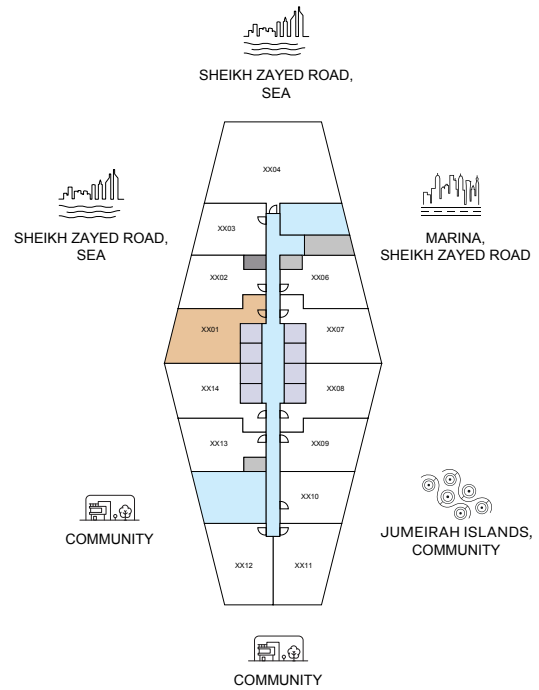 SHEIKH ZAYED ROAD,
SEA
XX04
SHEIKH ZAYED ROAD,
SEA
XX03
MARINA,
SHEIKH ZAYED ROAD
XX02
XX06
XX01
XX07
XX14
XX08
XX13
XX09
XX10
COMMUNITY
JUMEIRAH ISLANDS,
COMMUNITY
XX12
XX11
COMMUNITY